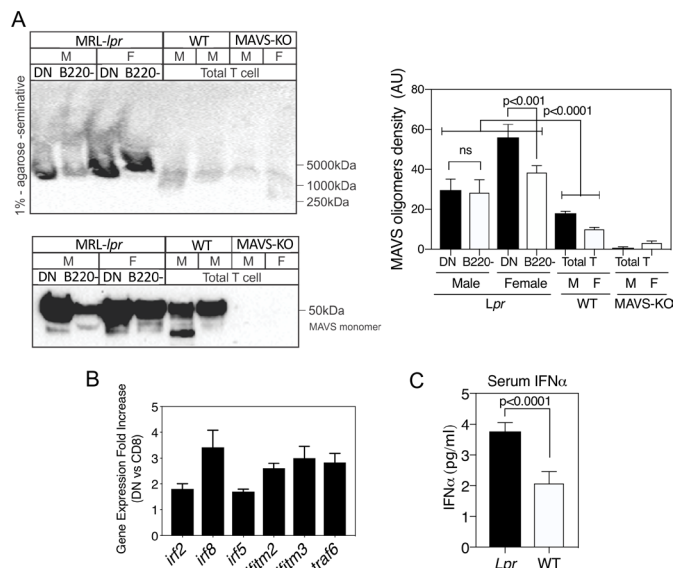 A
MRL-lpr WT MAVS-KO
M F M M M F
DN B220- DN B220- Total T cell
1% - agarose -seminative
5000kDa
1000kDa
250kDa
MRL-lpr WT MAVS-KO
M F M M M F
DN B220- DN B220- Total T cell
50kDa
MAVS monomer
MAVS oligomers density (AU)
80
60
40
20
0
p<0.001
p<0.0001
ns
DN B220- DN B220- Total T Total T
Male Female M F M F
Lpr WT MAVS-KO
B
Gene Expression Fold Increase
(DN vs CD8)
5
4
3
2
1
0
irf2 irf8 irf5 ifitm2 ifitm3 traf6
C
Serum IFNα
p<0.0001
IFNα (pg/ml)
5
4
3
2
1
0
Lpr WT